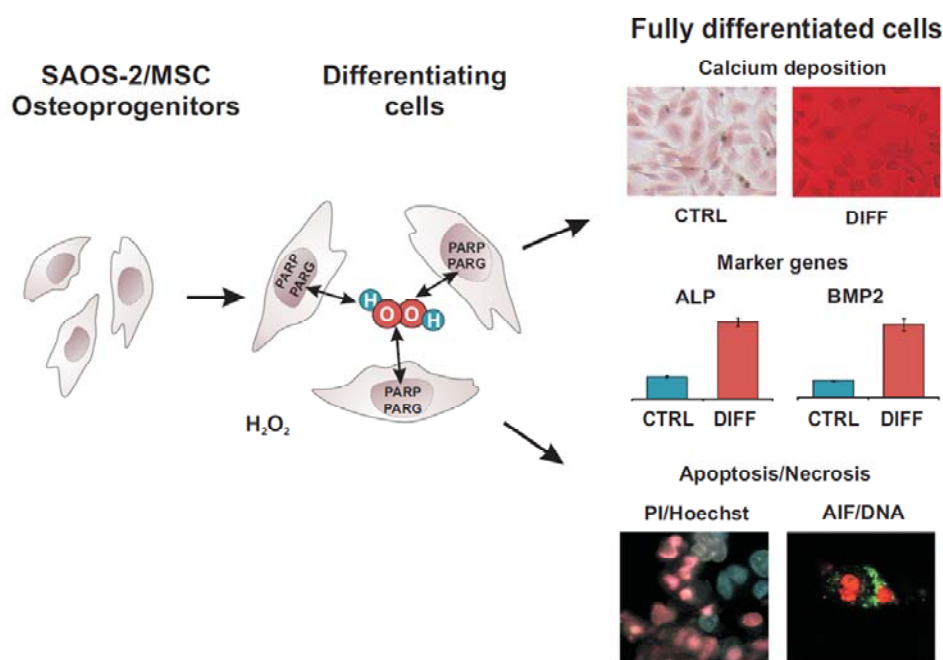 SAOS-2/MSC
Osteoprogenitors
Differentiating
cells
Fully differentiated cells
Calcium deposition
CTRL
DIFF
PARP
PARG
PARP
PARG
H
O
O
H
PARP
PARG
H₂O₂
Marker genes
ALP
BMP2
CTRL
DIFF
CTRL
DIFF
Apoptosis/Necrosis
PI/Hoechst
AIF/DNA